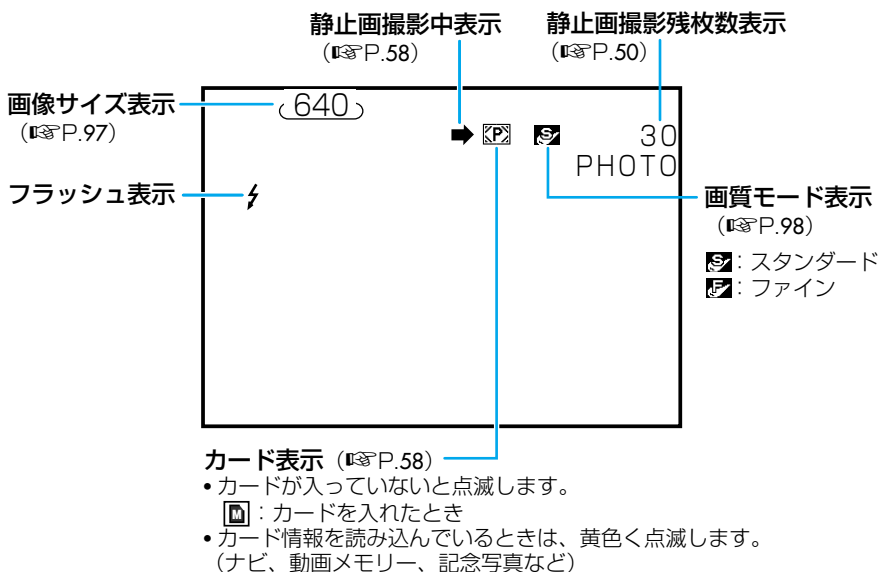 静止画撮影中表示
(☞P.58)
静止画撮影残枚数表示
(☞P.50)
画像サイズ表示
(☞P.97)
640
P
S
30
PHOTO
フラッシュ表示
画質モード表示
(☞P.98)
S:スタンダード
F:ファイン
カード表示(☞P.58)
•カードが入っていないと点滅します。
M:カードを入れたとき
•カード情報を読み込んでいるときは、黄色く点滅します。
(ナビ、動画メモリー、記念写真など)